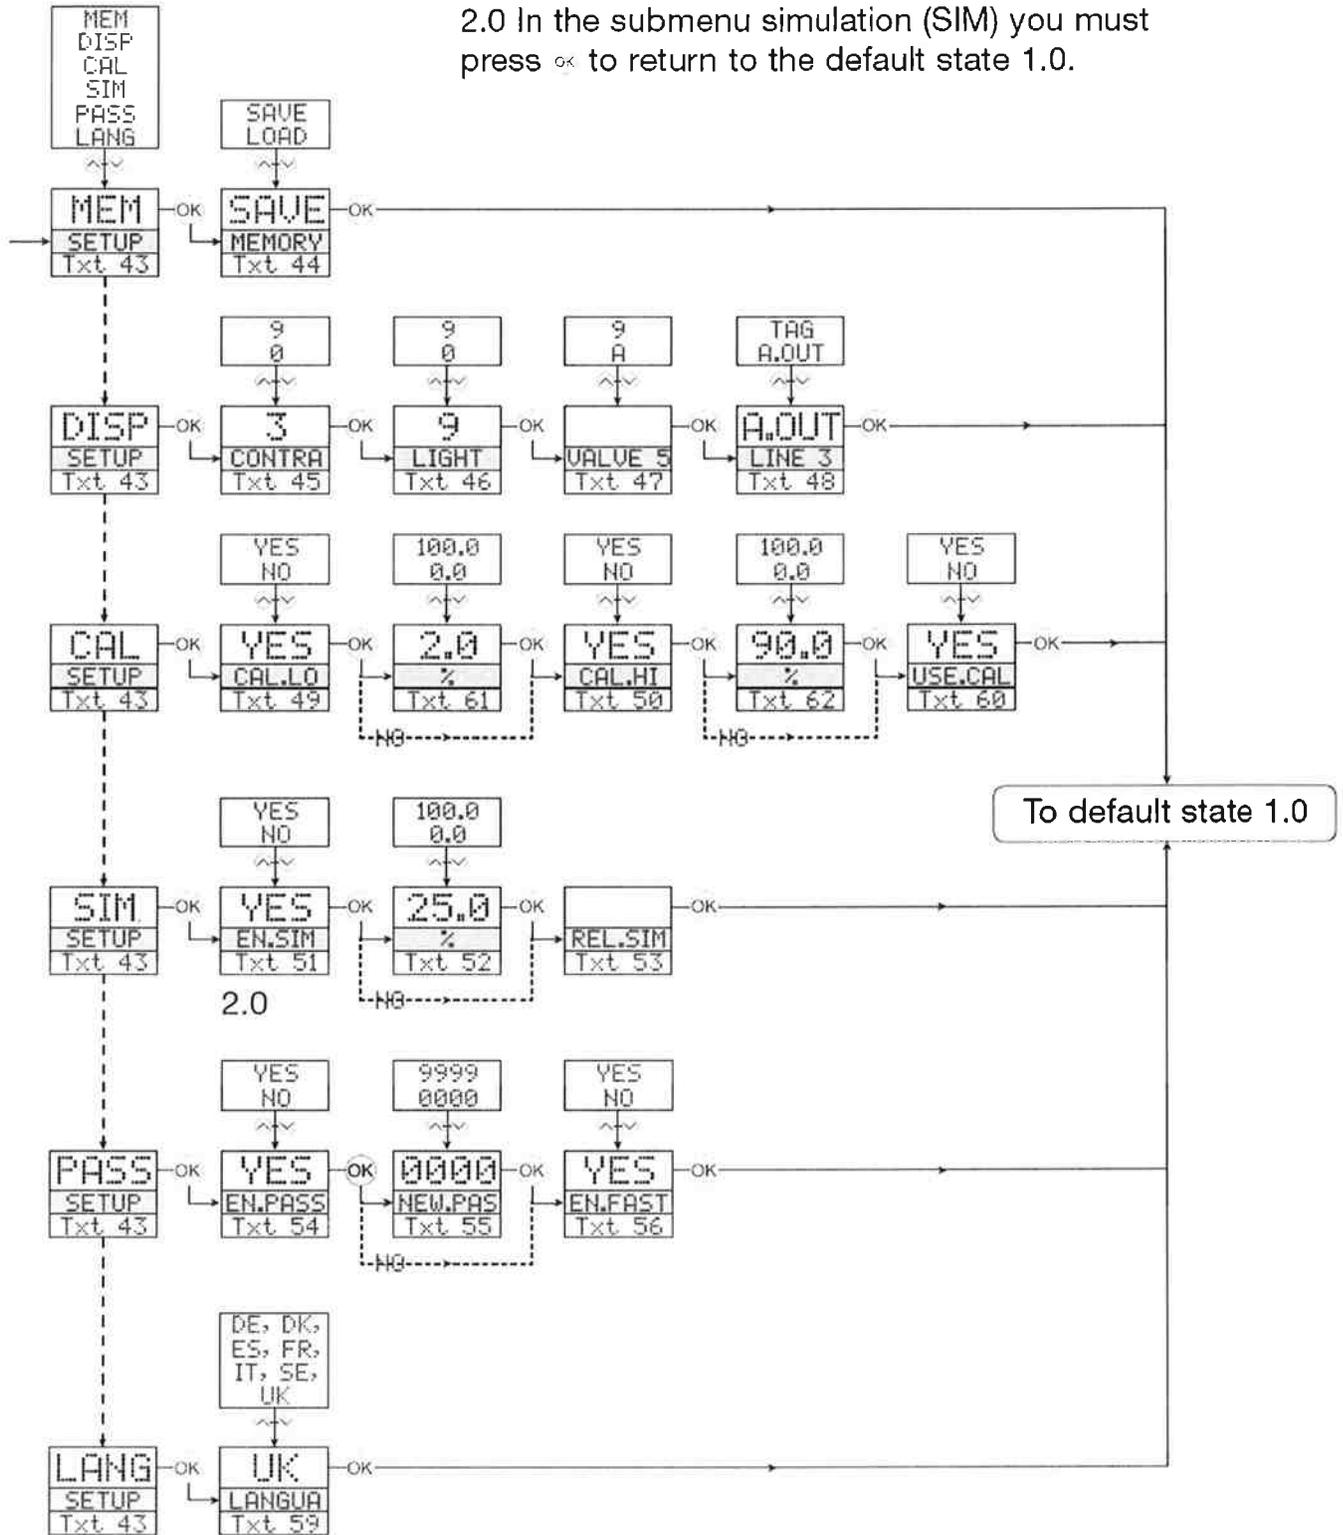 2.0 In the submenu simulation (SIM) you must
press OK to return to the default state 1.0.
MEM
DISP
CAL
SIM
PASS
LANG
SAVE
LOAD
MEM OK SAVE OK
SETUP MEMORY
Txt 43 Txt 44
9 9 9 TAG
0 0 A A.OUT
DISP OK 3 OK 9 OK OK A.OUT OK
SETUP CONTRA LIGHT VALVE 5 LINE 3
Txt 43 Txt 45 Txt 46 Txt 47 Txt 48
YES 100.0 YES 100.0 YES
NO 0.0 NO 0.0 NO
CAL OK YES OK 2.0 OK YES OK 90.0 OK YES OK
SETUP CAL.LO % CAL.HI % USE.CAL
Txt 43 Txt 49 Txt 61 Txt 50 Txt 62 Txt 60
NO NO
To default state 1.0
YES 100.0
NO 0.0
SIM OK YES OK 25.0 OK OK
SETUP EN.SIM % REL.SIM
Txt 43 Txt 51 Txt 52 Txt 53
2.0 NO
YES 9999 YES
NO 0000 NO
PASS OK YES OK 0000 OK YES OK
SETUP EN.PASS NEW.PAS EN.FAST
Txt 43 Txt 54 Txt 55 Txt 56
NO
DE, DK,
ES, FR,
IT, SE,
UK
LANG OK UK OK
SETUP LANGUA
Txt 43 Txt 59